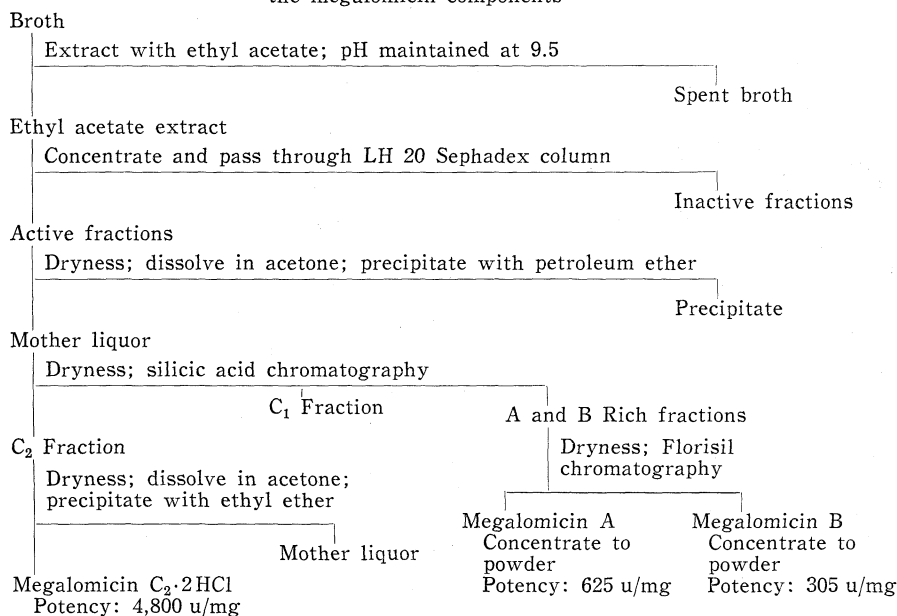 the megalomicin components
Broth
Extract with ethyl acetate; pH maintained at 9.5
Spent broth
Ethyl acetate extract
Concentrate and pass through LH 20 Sephadex column
Inactive fractions
Active fractions
Dryness; dissolve in acetone; precipitate with petroleum ether
Precipitate
Mother liquor
Dryness; silicic acid chromatography
C₁ Fraction
A and B Rich fractions
C₂ Fraction
Dryness; Florisil
chromatography
Dryness; dissolve in acetone;
precipitate with ethyl ether
Mother liquor
Megalomicin A
Concentrate to
powder
Potency: 625 u/mg
Megalomicin B
Concentrate to
powder
Potency: 305 u/mg
Megalomicin C₂·2HCl
Potency: 4,800 u/mg